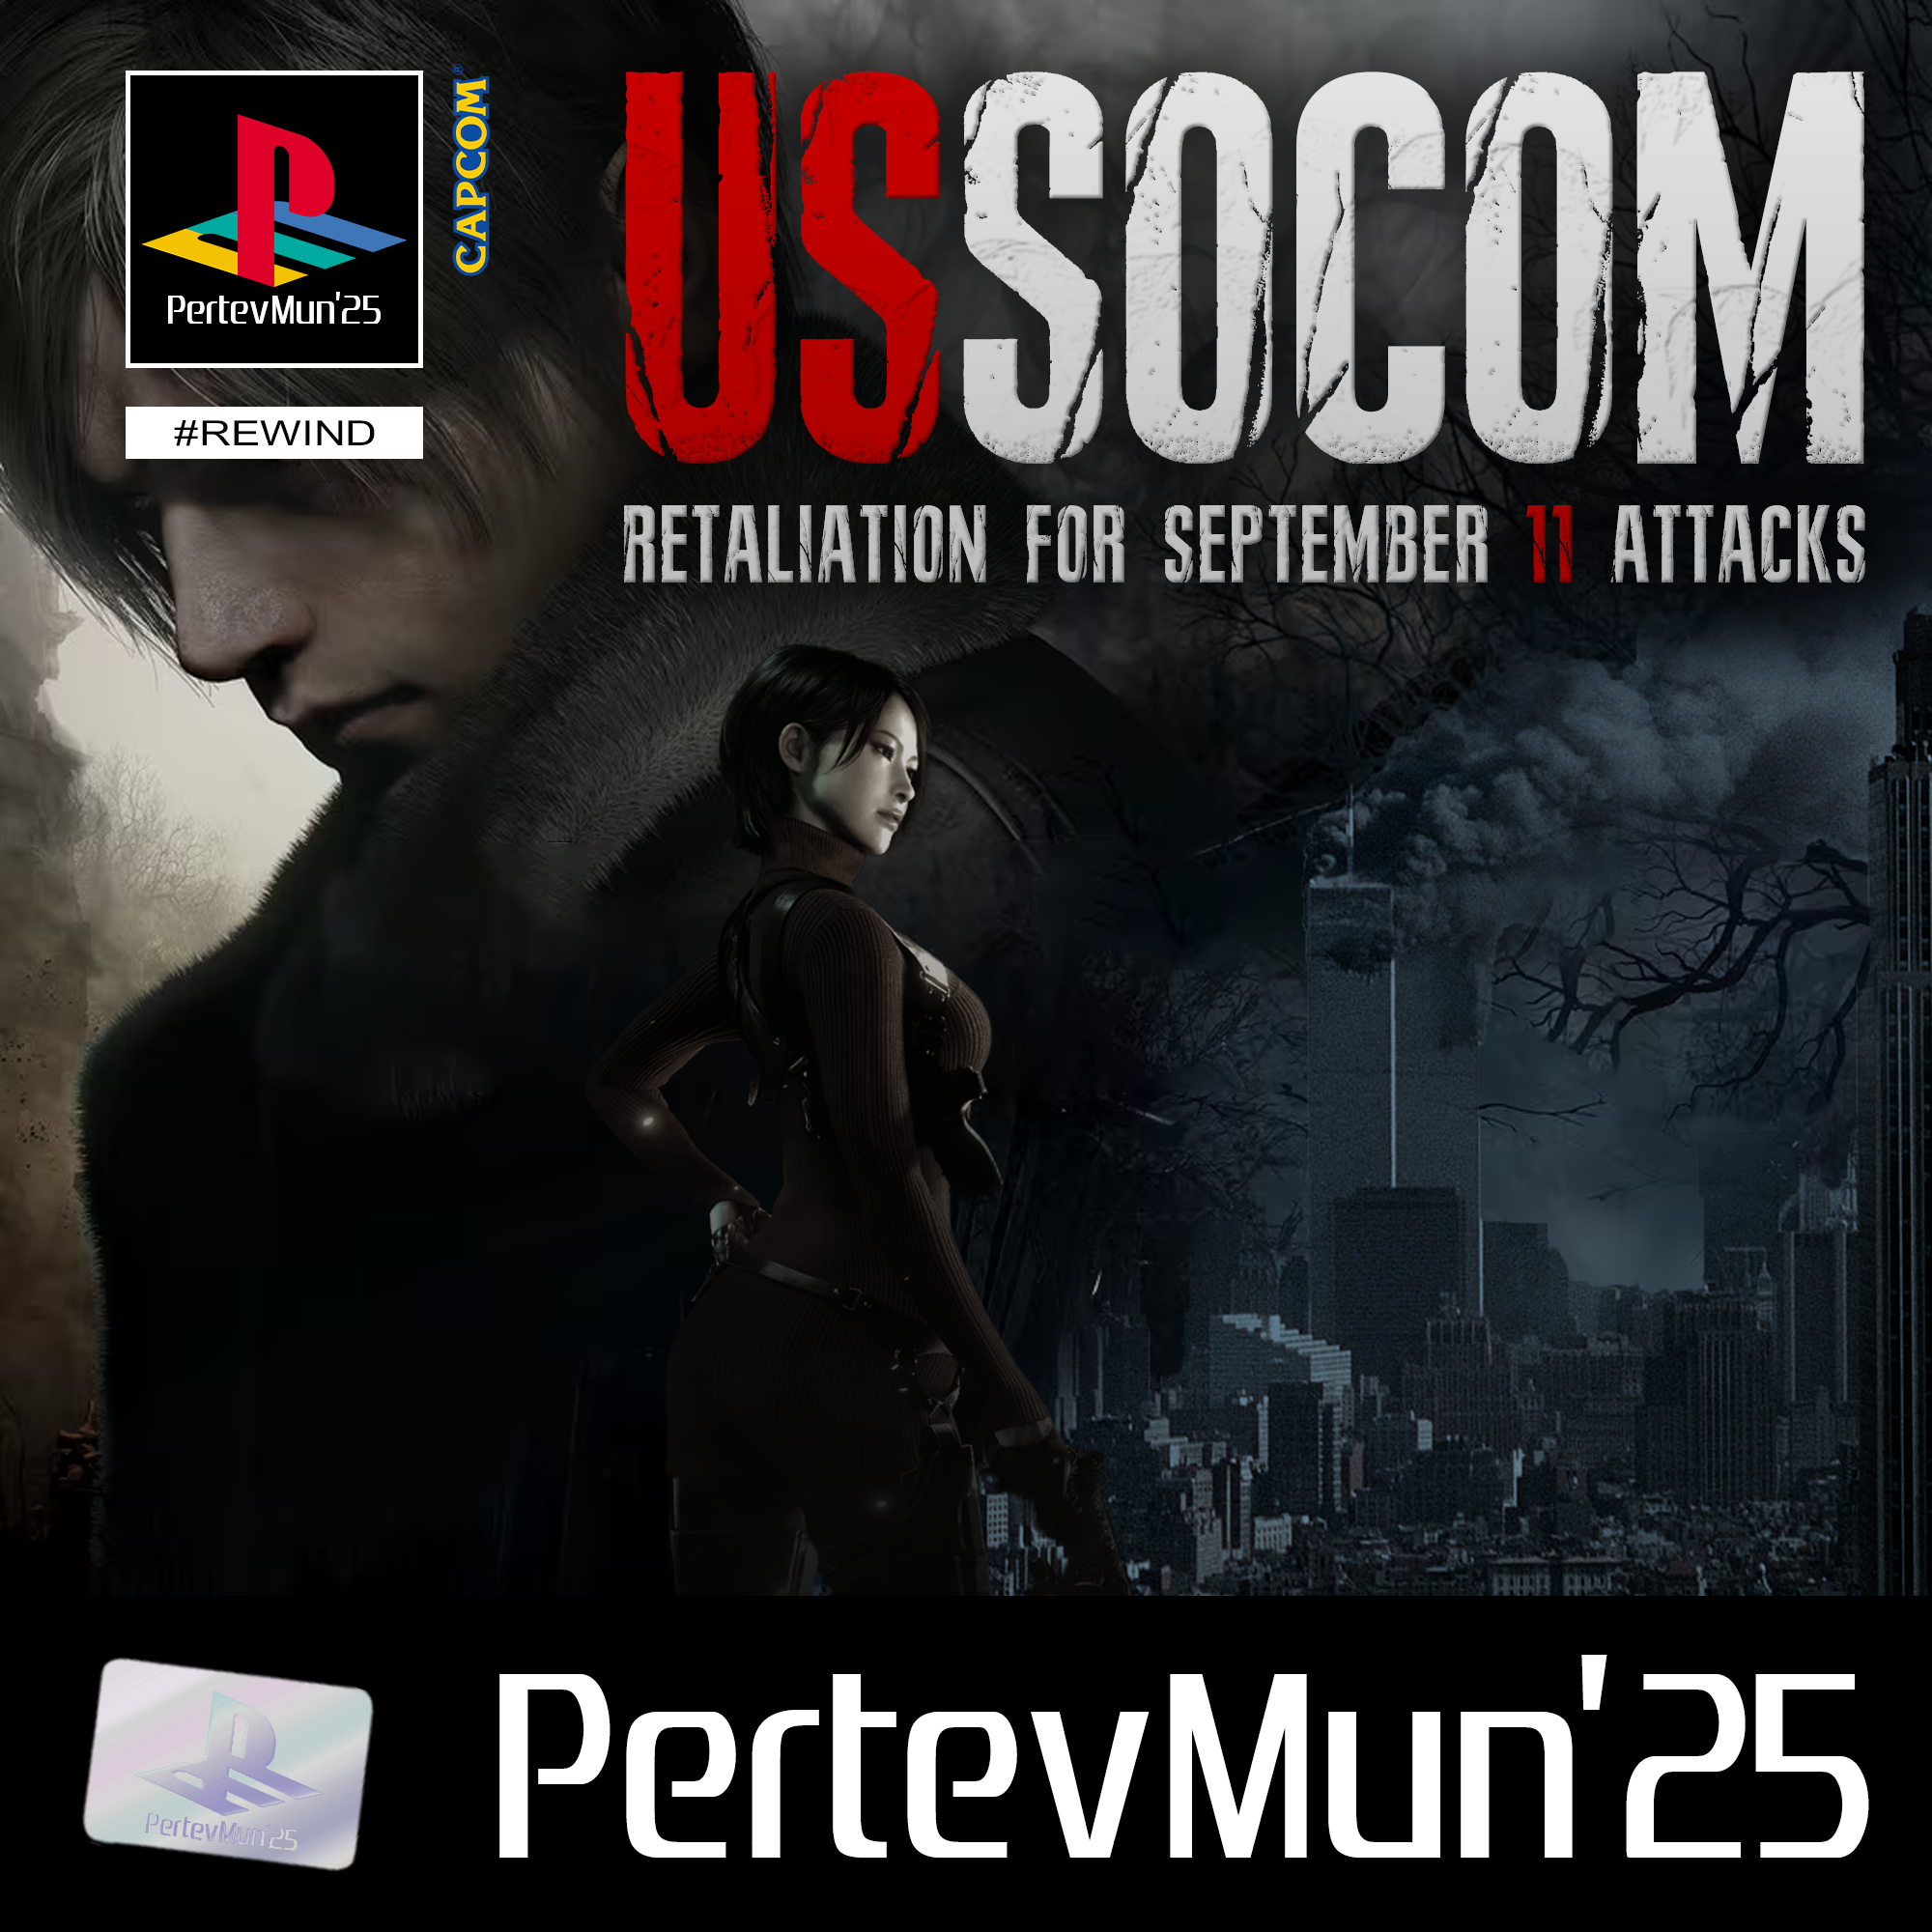 PertevMun'25
CAPCOM®
#REWIND
USSOCOM
RETALIATION FOR SEPTEMBER 11 ATTACKS
PertevMun'25
PertevMun'25